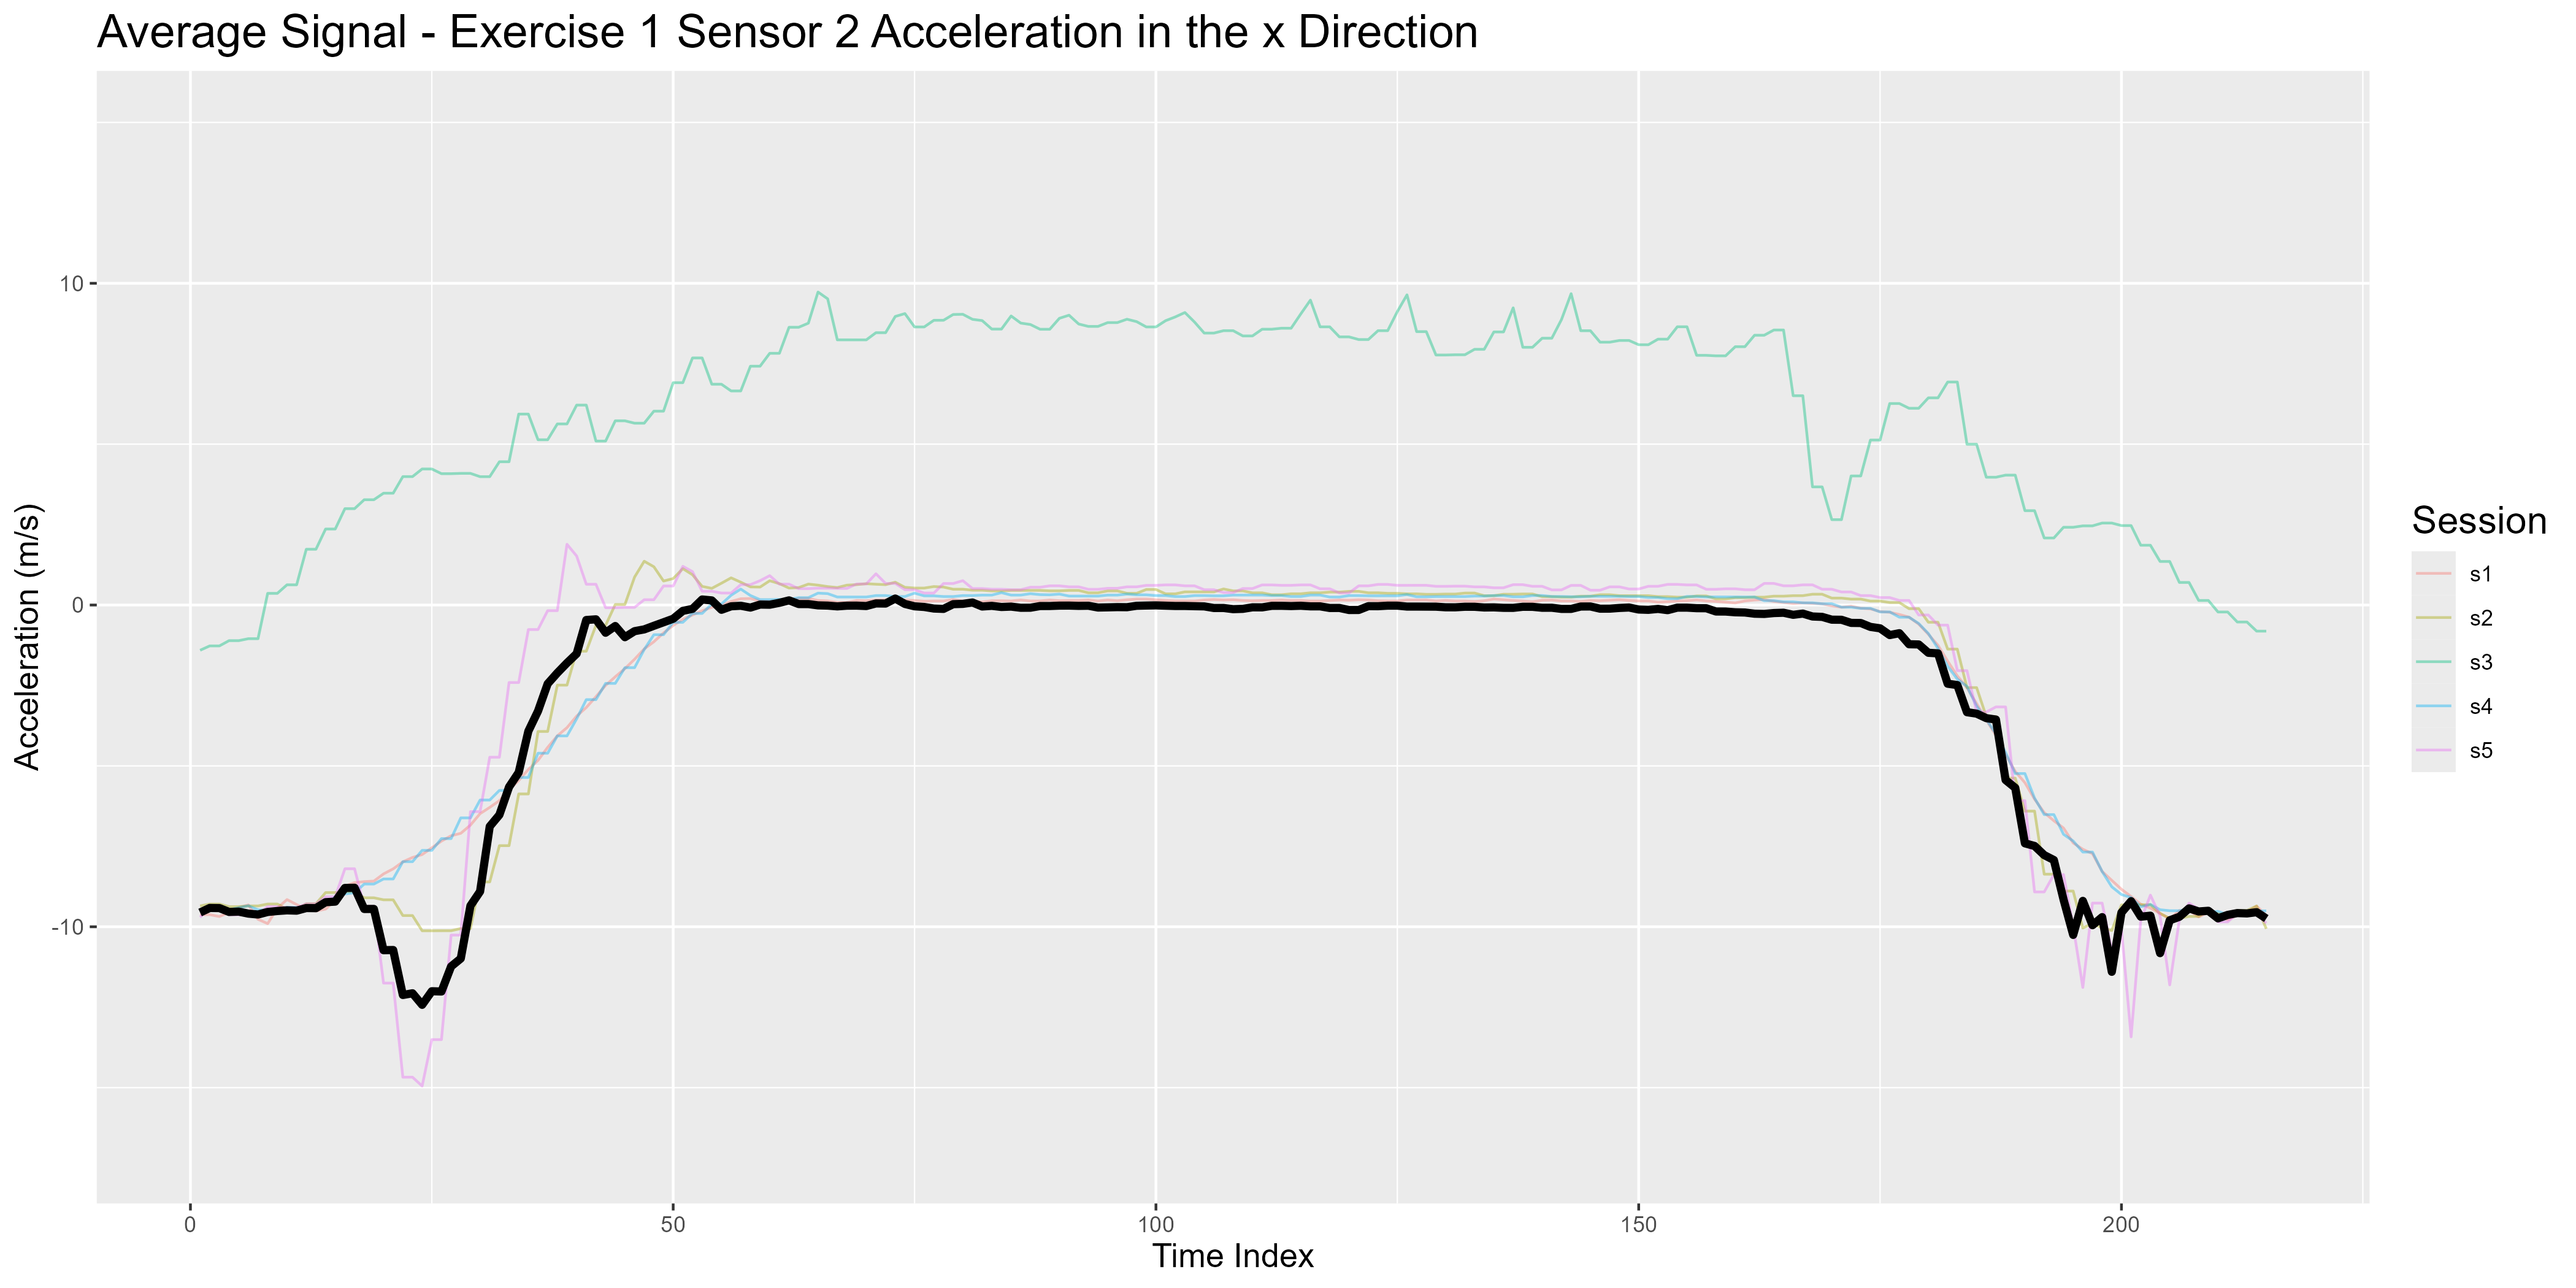 Average Signal - Exercise 1 Sensor 2 Acceleration in the x Direction
Acceleration (m/s)
10
0
-10
0 50 100 150 200
Time Index
Session
s1
s2
s3
s4
s5